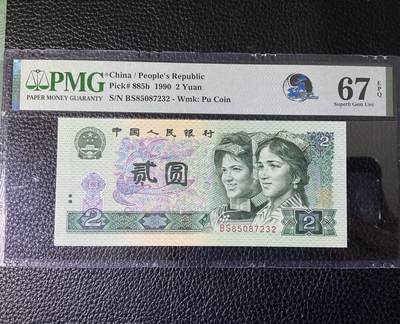 PMG
PAPER MONEY GUARANTY
China / People's Republic
Pick# 885b 1990 2 Yuan
S/N BS85087232 - Wmk: Pu Coin
67 EPQ
Superb Gem Unc
中国人民银行
2
贰圆
2
2
BS85087232